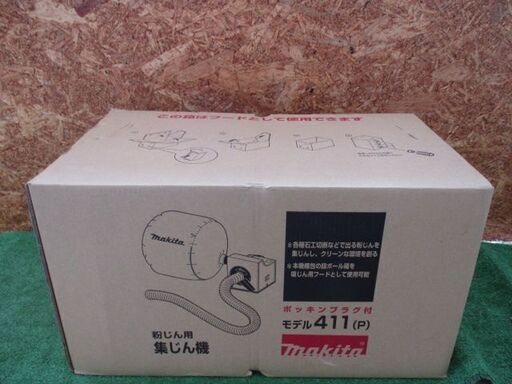 この箱はフードとして使用できます
makita
粉じん用
集じん機
※各種石工切断などで出る粉じんを
集じんし、クリーンな環境を創る
※本機梱包の段ボール箱を
吸じん用フードとして使用可能
ポッキンプラグ付
モデル411(P)
makita